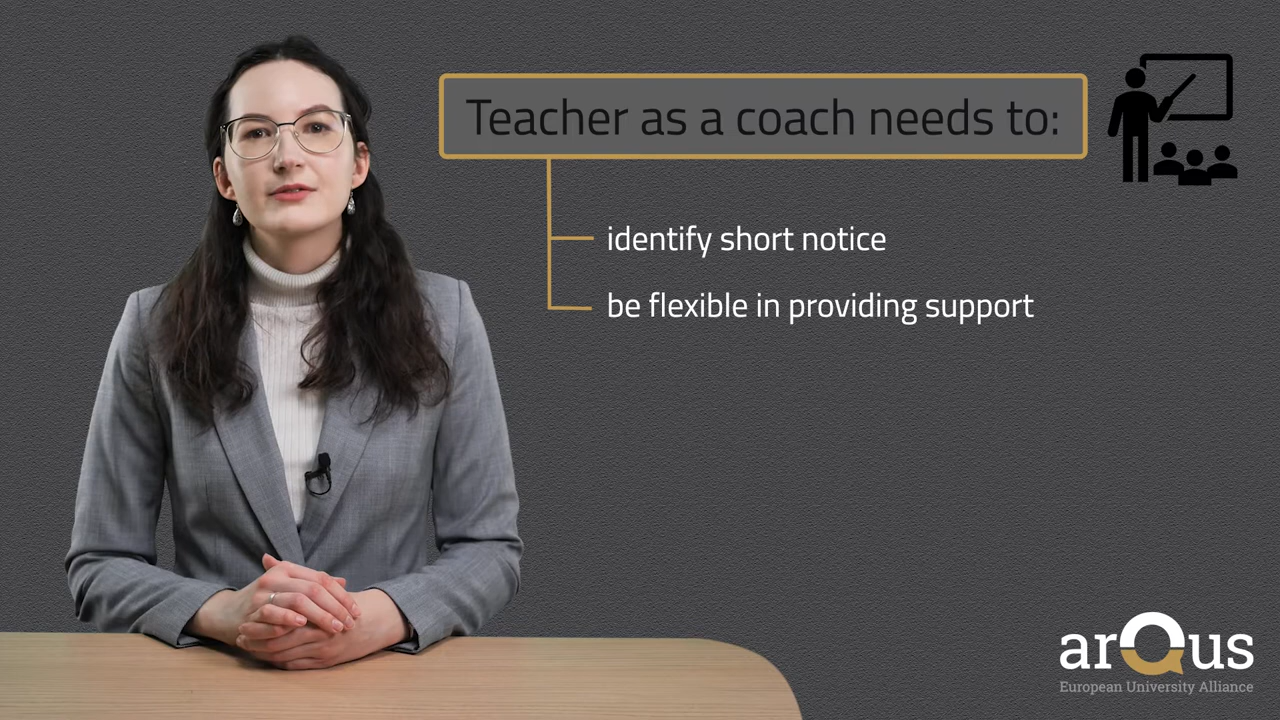 Teacher as a coach needs to:
identify short notice
be flexible in providing support
arQus
European University Alliance